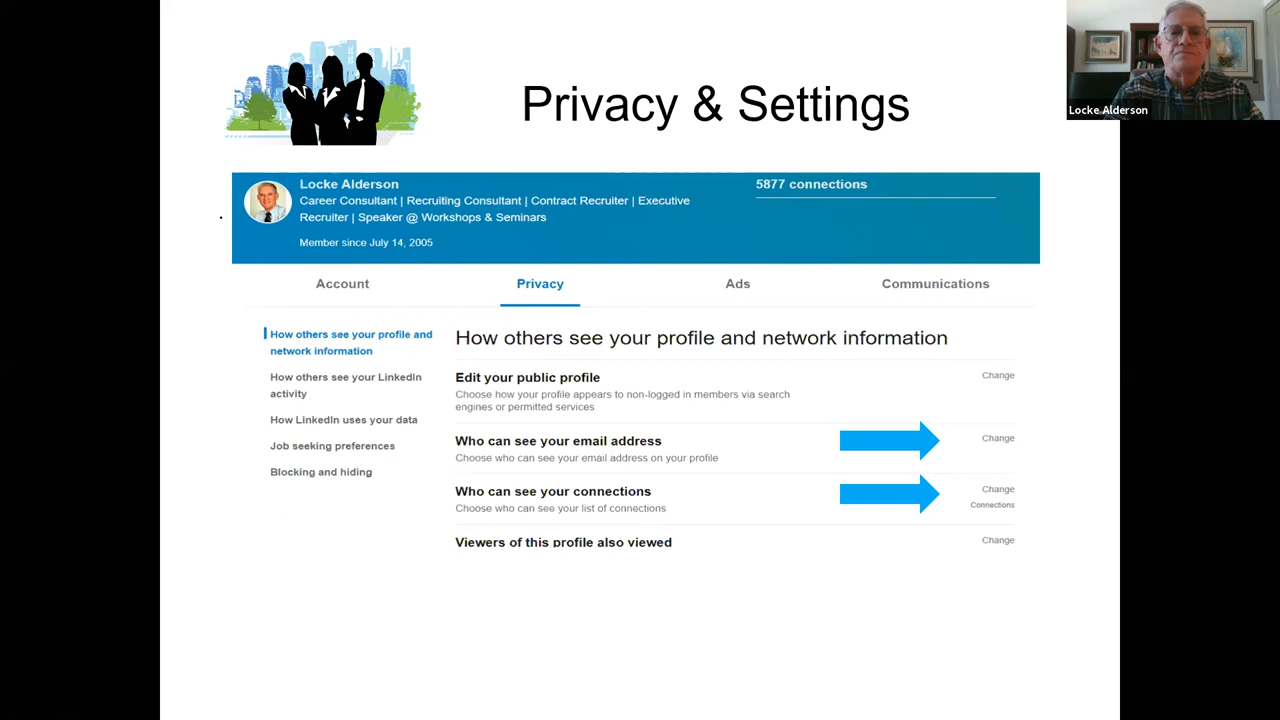 Privacy & Settings
Locke Alderson
Locke Alderson
Career Consultant | Recruiting Consultant | Contract Recruiter | Executive
Recruiter | Speaker @ Workshops & Seminars
Member since July 14, 2005
5877 connections
Account
Privacy
Ads
Communications
How others see your profile and
network information
How others see your LinkedIn
activity
How LinkedIn uses your data
Job seeking preferences
Blocking and hiding
How others see your profile and network information
Edit your public profile
Change
Choose how your profile appears to non-logged in members via search
engines or permitted services
Who can see your email address
Change
Choose who can see your email address on your profile
Who can see your connections
Change
Choose who can see your list of connections
Connections
Viewers of this profile also viewed
Change